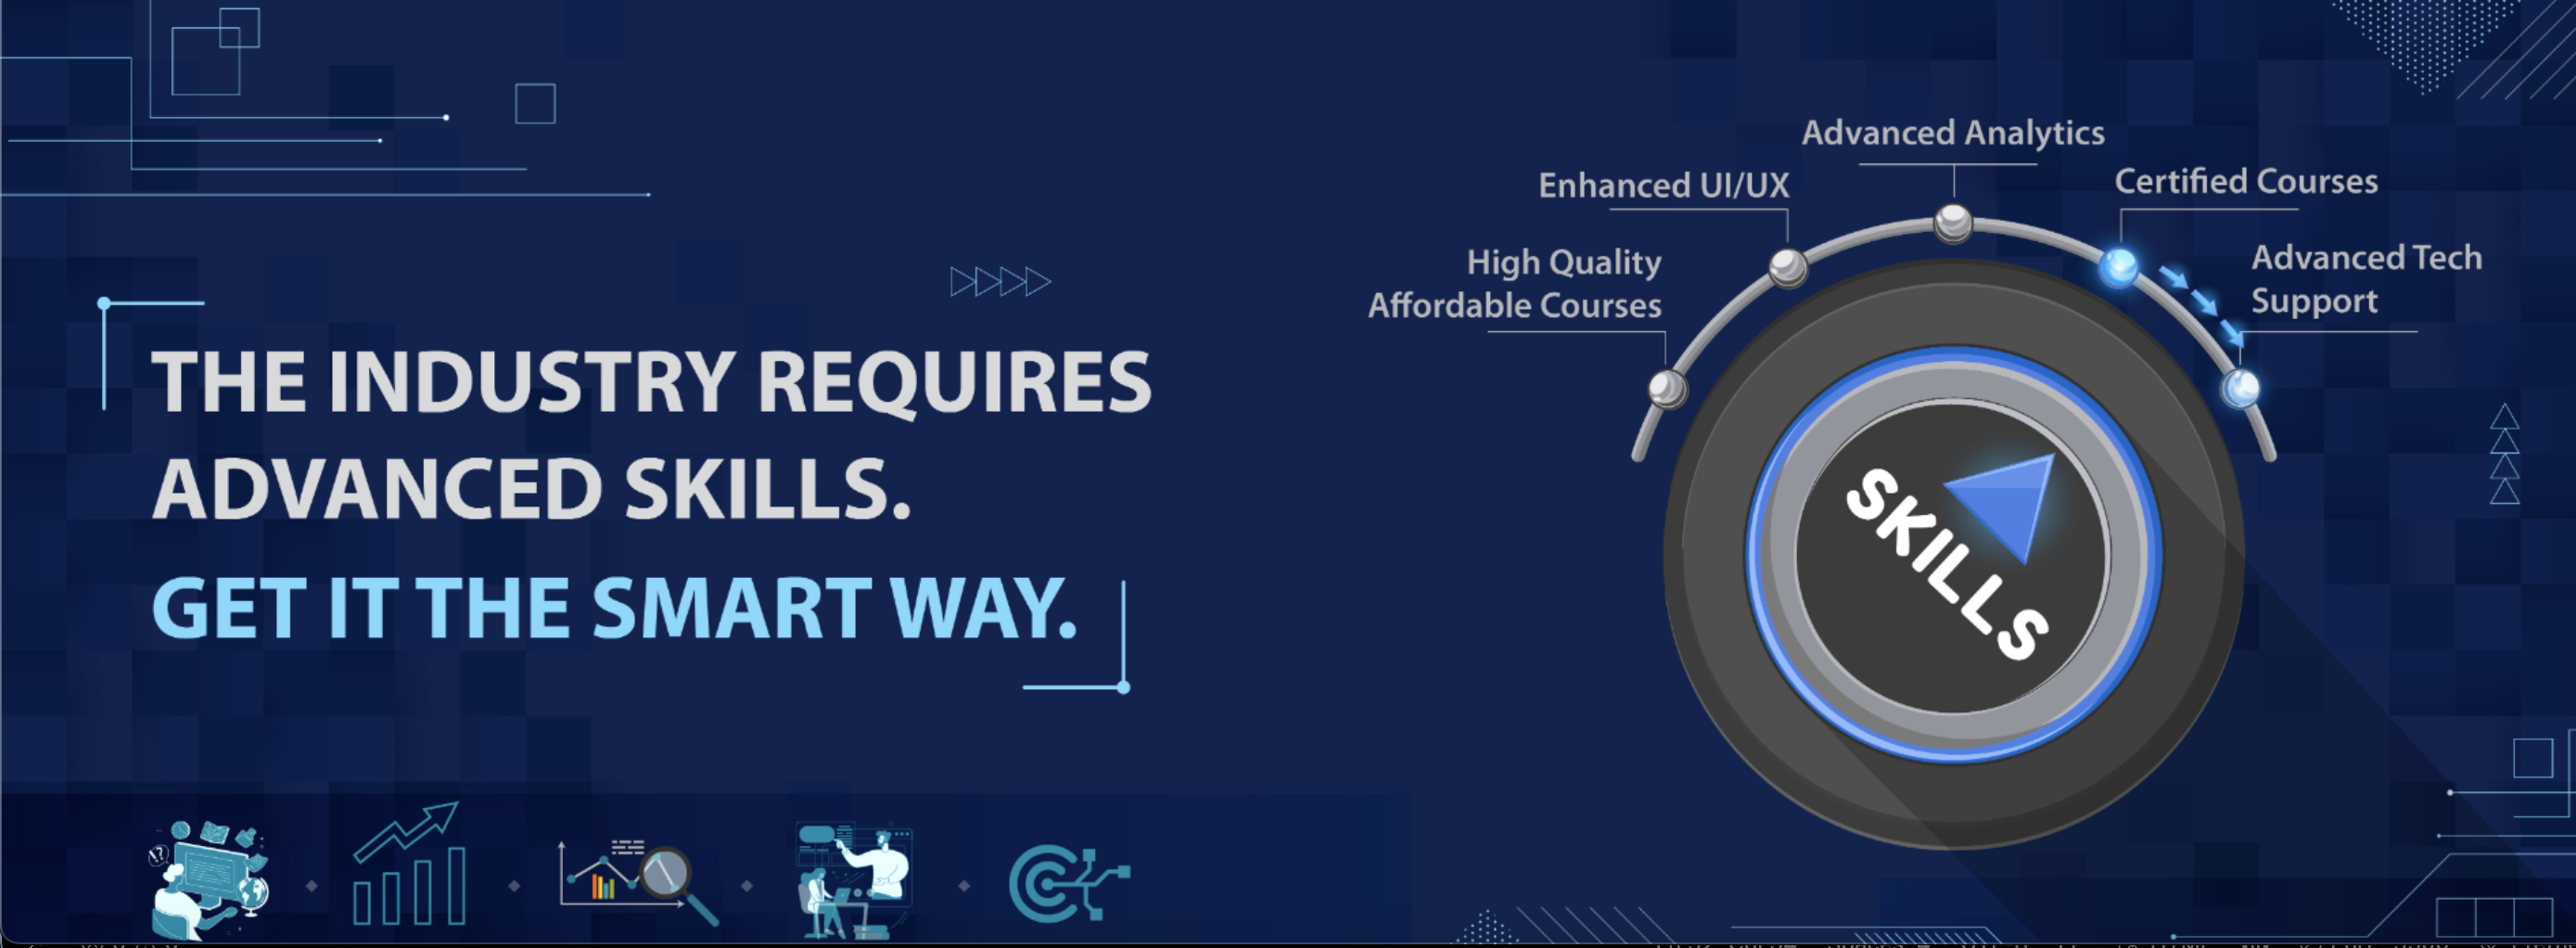 THE INDUSTRY REQUIRES
ADVANCED SKILLS.
GET IT THE SMART WAY.
High Quality
Affordable Courses
Enhanced UI/UX
Advanced Analytics
Certified Courses
Advanced Tech
Support
SKILLS
!?